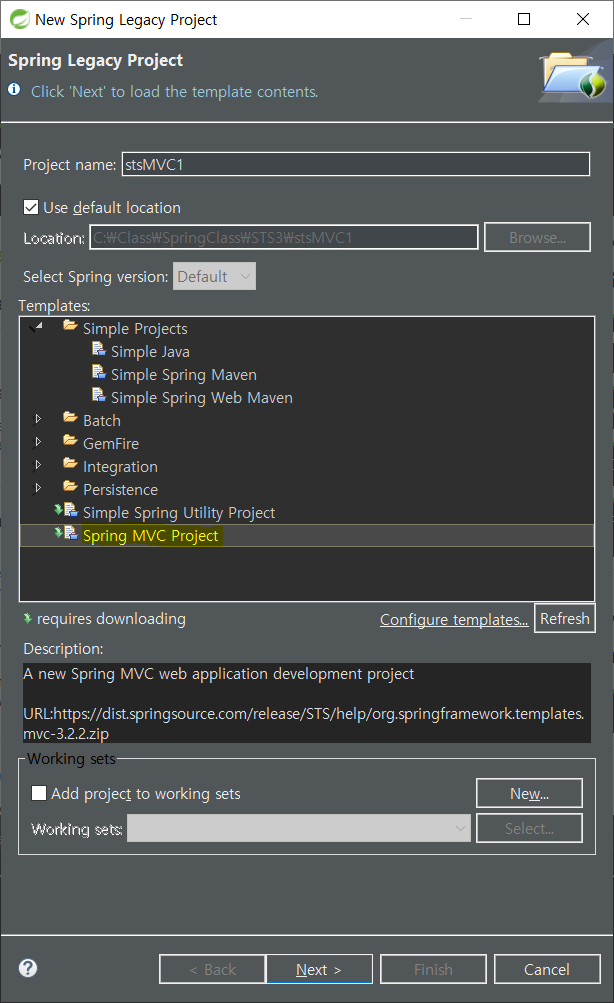 New Spring Legacy Project
Spring Legacy Project
Click 'Next' to load the template contents.
Project name: stsMVC1
Use default location
Location: C:₩Class₩SpringClass₩STS3₩stsMVC1 Browse...
Select Spring version: Default
Templates:
Simple Projects
Simple Java
Simple Spring Maven
Simple Spring Web Maven
Batch
GemFire
Integration
Persistence
Simple Spring Utility Project
Spring MVC Project
requires downloading Configure templates... Refresh
Description:
A new Spring MVC web application development project
URL:https://dist.springsource.com/release/STS/help/org.springframework.templates.
mvc-3.2.2.zip
Working sets
Add project to working sets New...
Working sets: Select...
? < Back Next > Finish Cancel